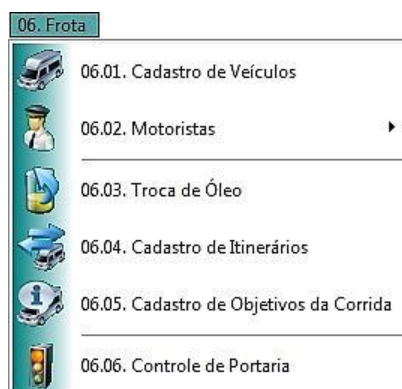 06. Frota
06.01. Cadastro de Veículos
06.02. Motoristas
06.03. Troca de Óleo
06.04. Cadastro de Itinerários
06.05. Cadastro de Objetivos da Corrida
06.06. Controle de Portaria